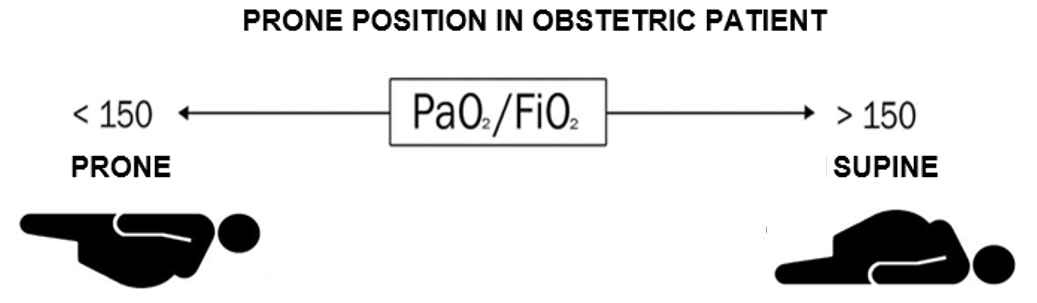 PRONE POSITION IN OBSTETRIC PATIENT
< 150 PaO₂/FiO₂ > 150
PRONE SUPINE